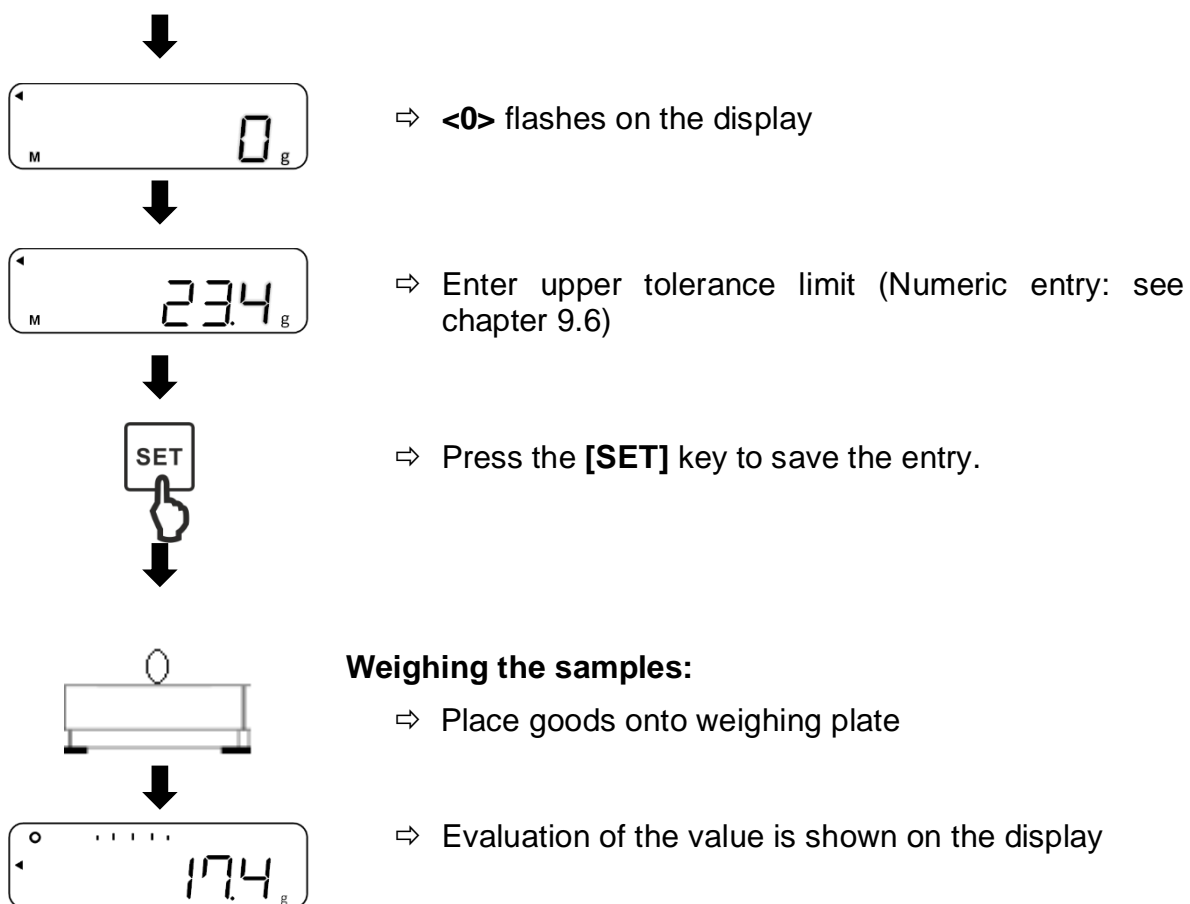 0 g
M
⇨ <0> flashes on the display
23.4 g
M
⇨ Enter upper tolerance limit (Numeric entry: see
chapter 9.6)
SET
⇨ Press the [SET] key to save the entry.
Weighing the samples:
⇨ Place goods onto weighing plate
17.4 g
⇨ Evaluation of the value is shown on the display